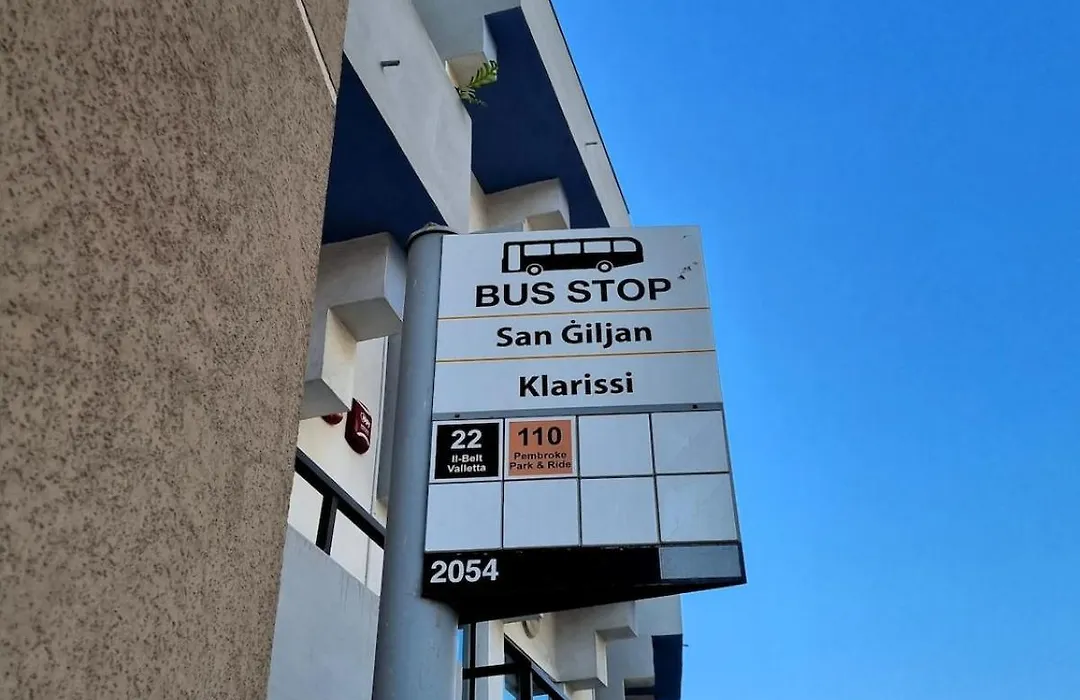 BUS STOP
San Ġiljan
Klarissi
22
Il-Belt
Valletta
110
Pembroke
Park & Ride
2054